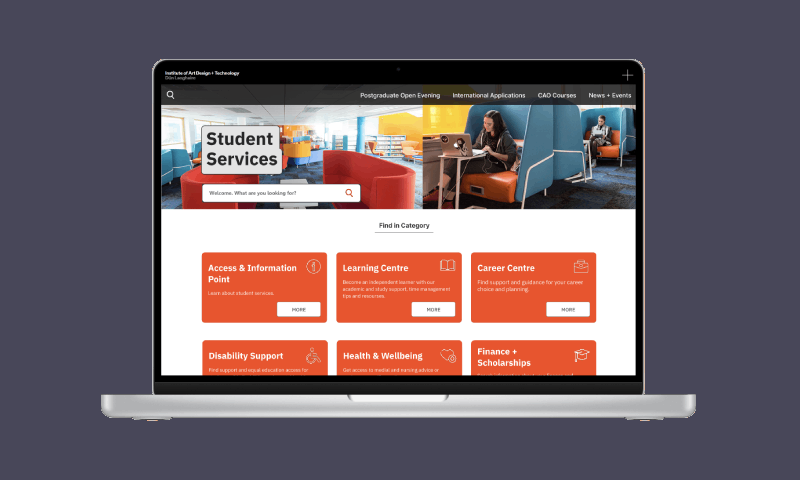 Institute of Art Design + Technology
Dún Laoghaire
Postgraduate Open Evening
International Applications
CAO Courses
News + Events
Student
Services
Welcome. What are you looking for?
Find in Category
Access & Information
Point
Learn about student services.
MORE
Learning Centre
Become an independent learner with our
academic and study support, time management
tips and resources.
MORE
Career Centre
Find support and guidance for your career
choice and planning.
MORE
Disability Support
Find support and equal education access for
Health & Wellbeing
Get access to medial and nursing advice or
Finance +
Scholarships